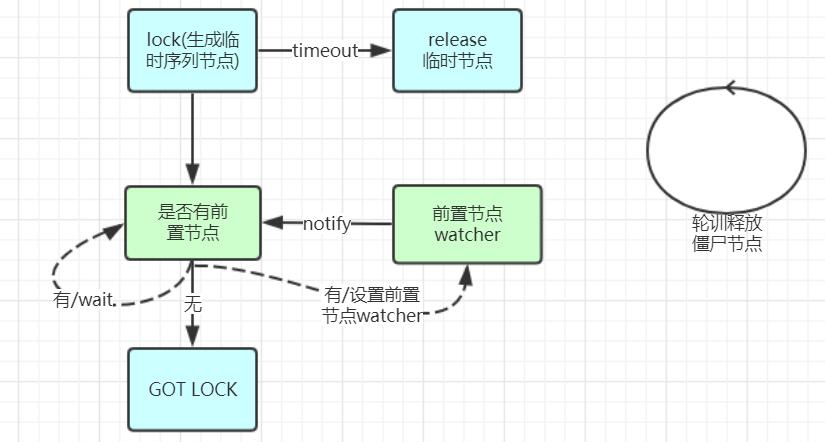 lock(生成临
时序列节点)
timeout
release
临时节点
是否有前
置节点
notify
前置节点
watcher
轮训释放
僵尸节点
有/wait
无
有/设置前置
节点watcher
GOT LOCK